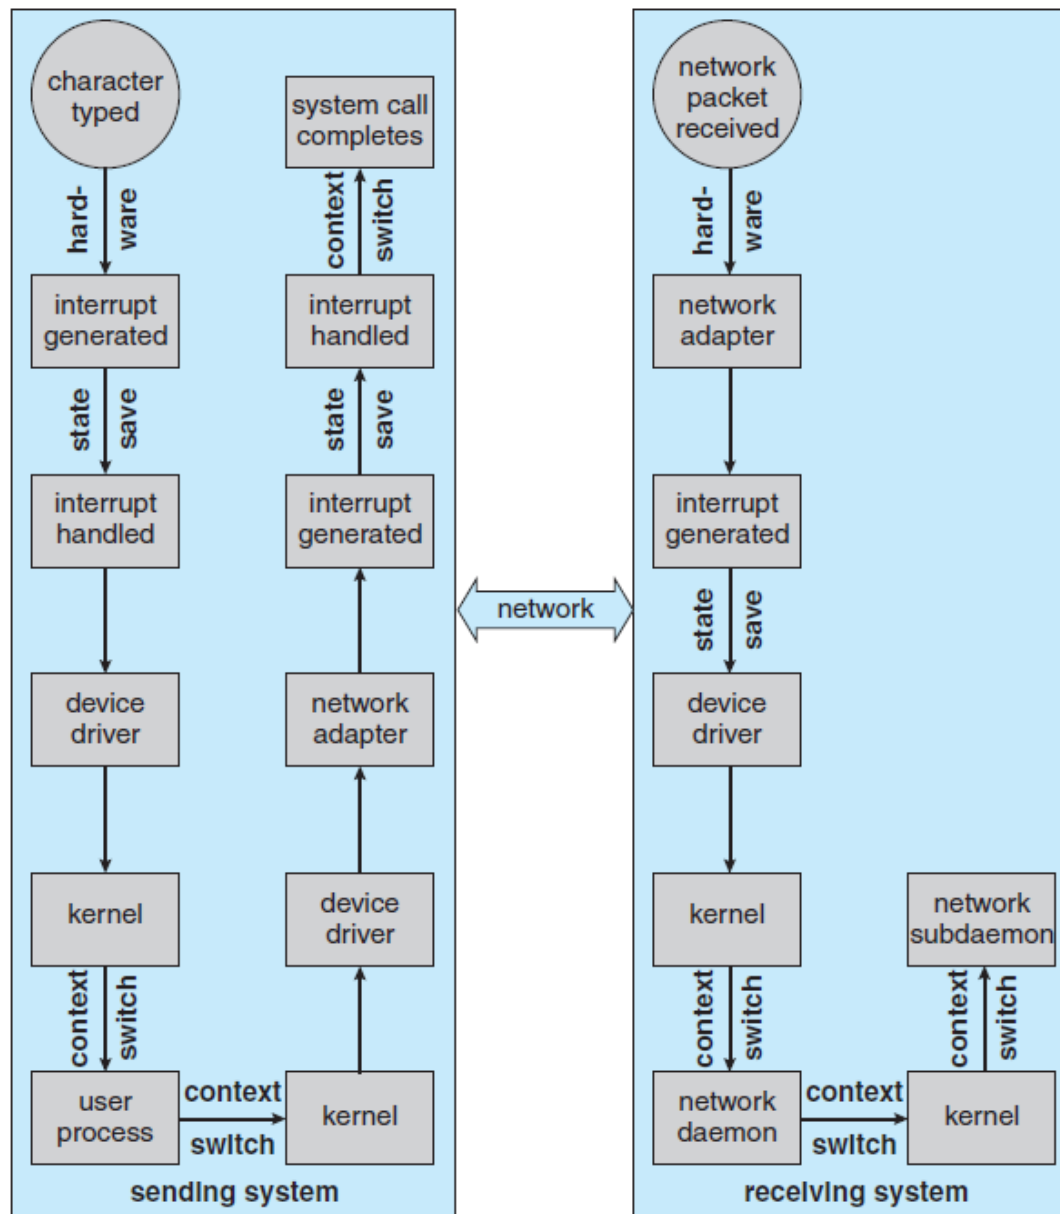 character
typed
hard-
ware
interrupt
generated
state
save
interrupt
handled
device
driver
kernel
context
switch
user
process
context
switch
kernel
device
driver
network
adapter
interrupt
generated
state
save
interrupt
handled
context
switch
system call
completes
sending system
network
network
packet
received
hard-
ware
network
adapter
interrupt
generated
state
save
device
driver
kernel
context
switch
network
daemon
context
switch
kernel
context
switch
network
subdaemon
receiving system